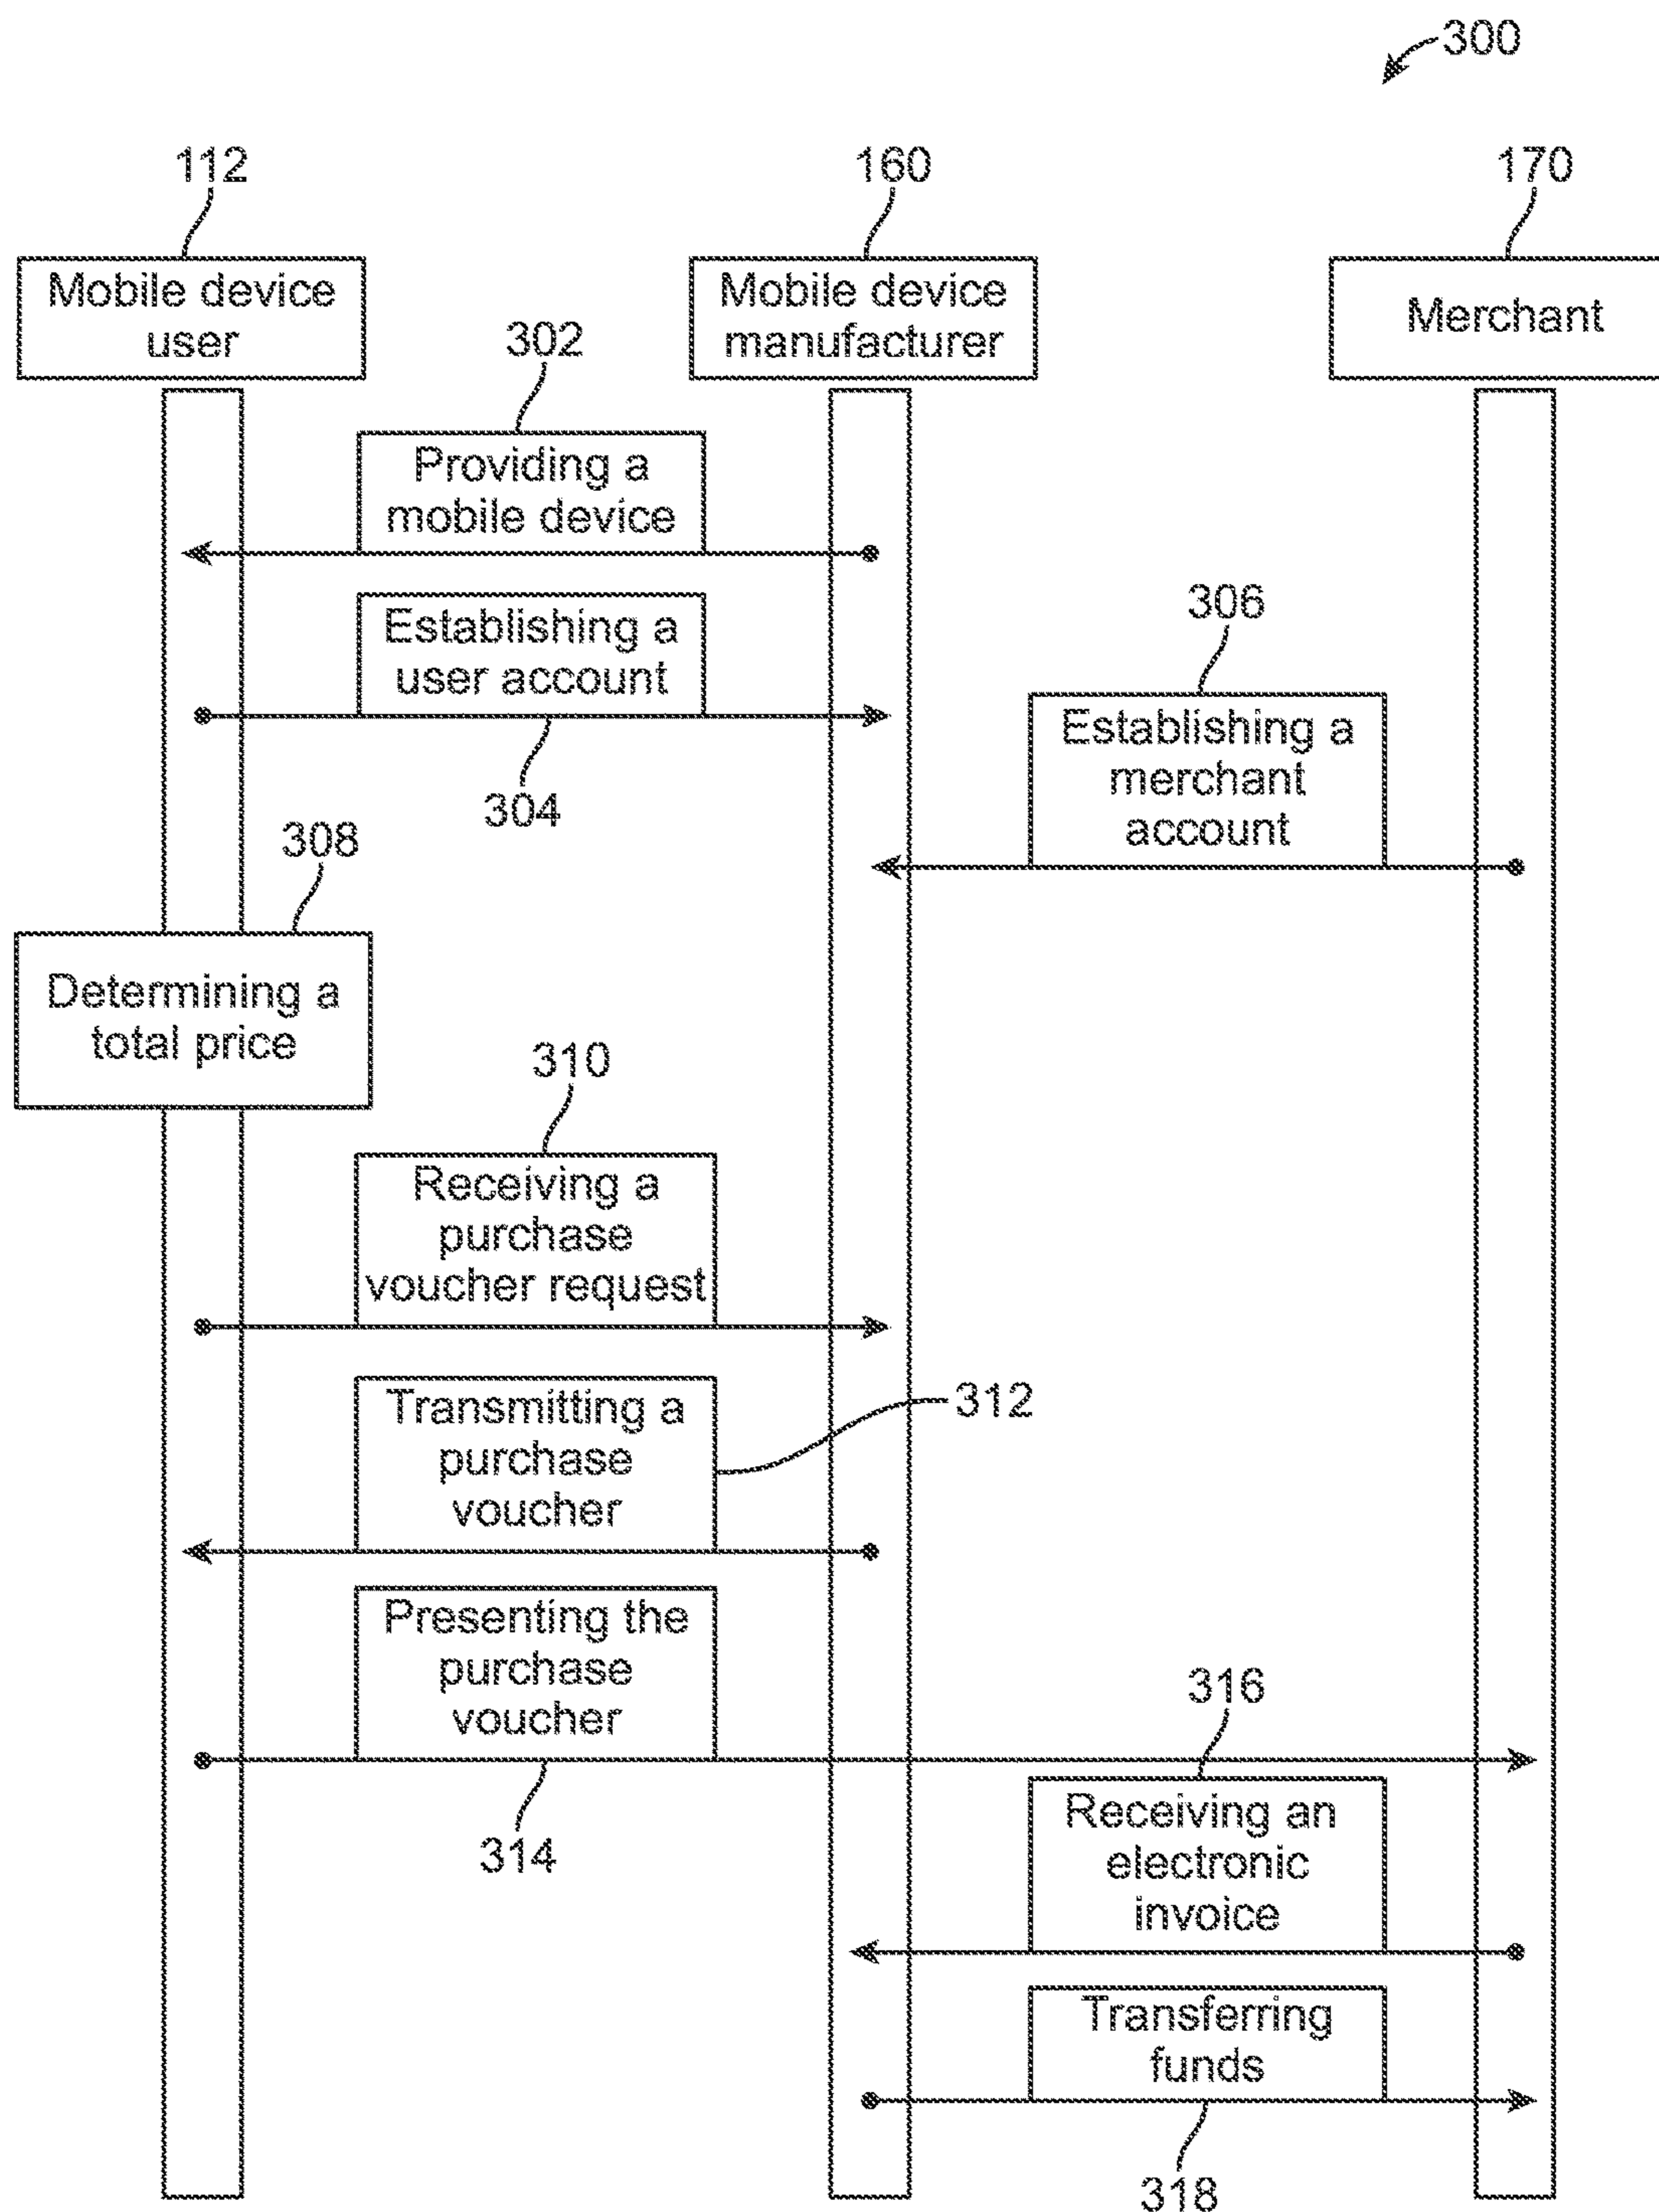 300
112
160
170
Mobile device
user
Mobile device
manufacturer
Merchant
302
Providing a
mobile device
Establishing a
user account
304
306
Establishing a
merchant
account
308
Determining a
total price
310
Receiving a
purchase
voucher request
Transmitting a
purchase
voucher
312
Presenting the
purchase
voucher
314
316
Receiving an
electronic
invoice
Transferring
funds
318